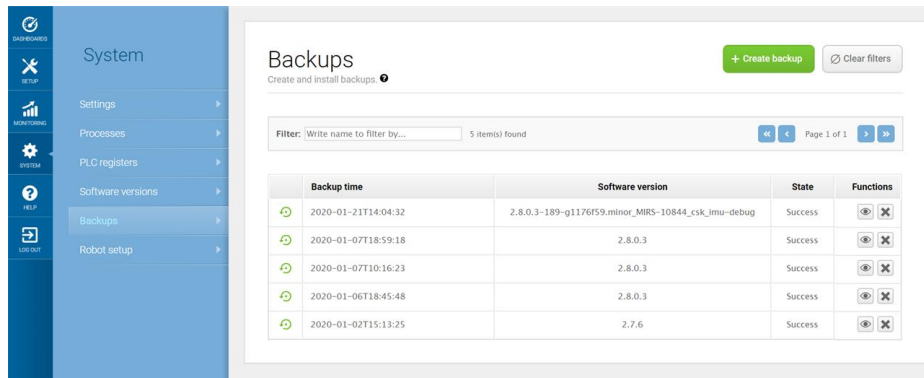 DASHBOARDS
SETUP
MONITORING
SYSTEM
HELP
LOG OUT
System
Settings
Processes
PLC registers
Software versions
Backups
Robot setup
Backups
Create and install backups. ?
+ Create backup
Clear filters
Filter: Write name to filter by... 5 item(s) found
« ‹ Page 1 of 1 › »
Backup time Software version State Functions
2020-01-21T14:04:32 2.8.0.3-189-g1176f59.minor_MIRS-10844_csk_imu-debug Success
2020-01-07T18:59:18 2.8.0.3 Success
2020-01-07T10:16:23 2.8.0.3 Success
2020-01-06T18:45:48 2.8.0.3 Success
2020-01-02T15:13:25 2.7.6 Success